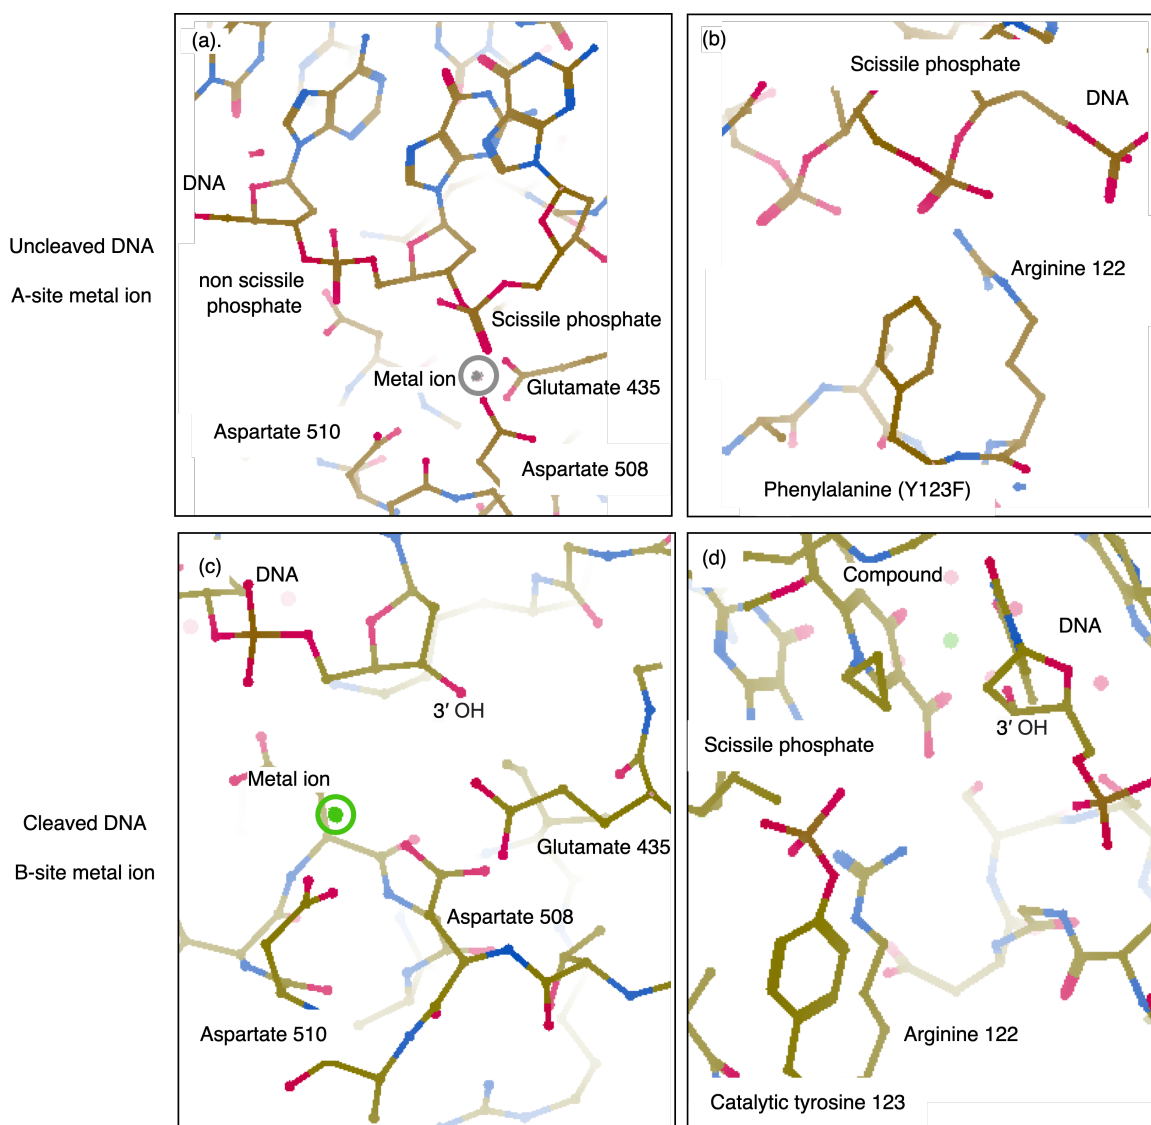 (a).
DNA
non scissile
phosphate
Scissile phosphate
Metal ion
Glutamate 435
Aspartate 510
Aspartate 508
Uncleaved DNA
A-site metal ion
(b)
Scissile phosphate
DNA
Arginine 122
Phenylalanine (Y123F)
(c)
DNA
3′ OH
Metal ion
Glutamate 435
Aspartate 508
Aspartate 510
Cleaved DNA
B-site metal ion
(d)
Compound
DNA
3′ OH
Scissile phosphate
Arginine 122
Catalytic tyrosine 123